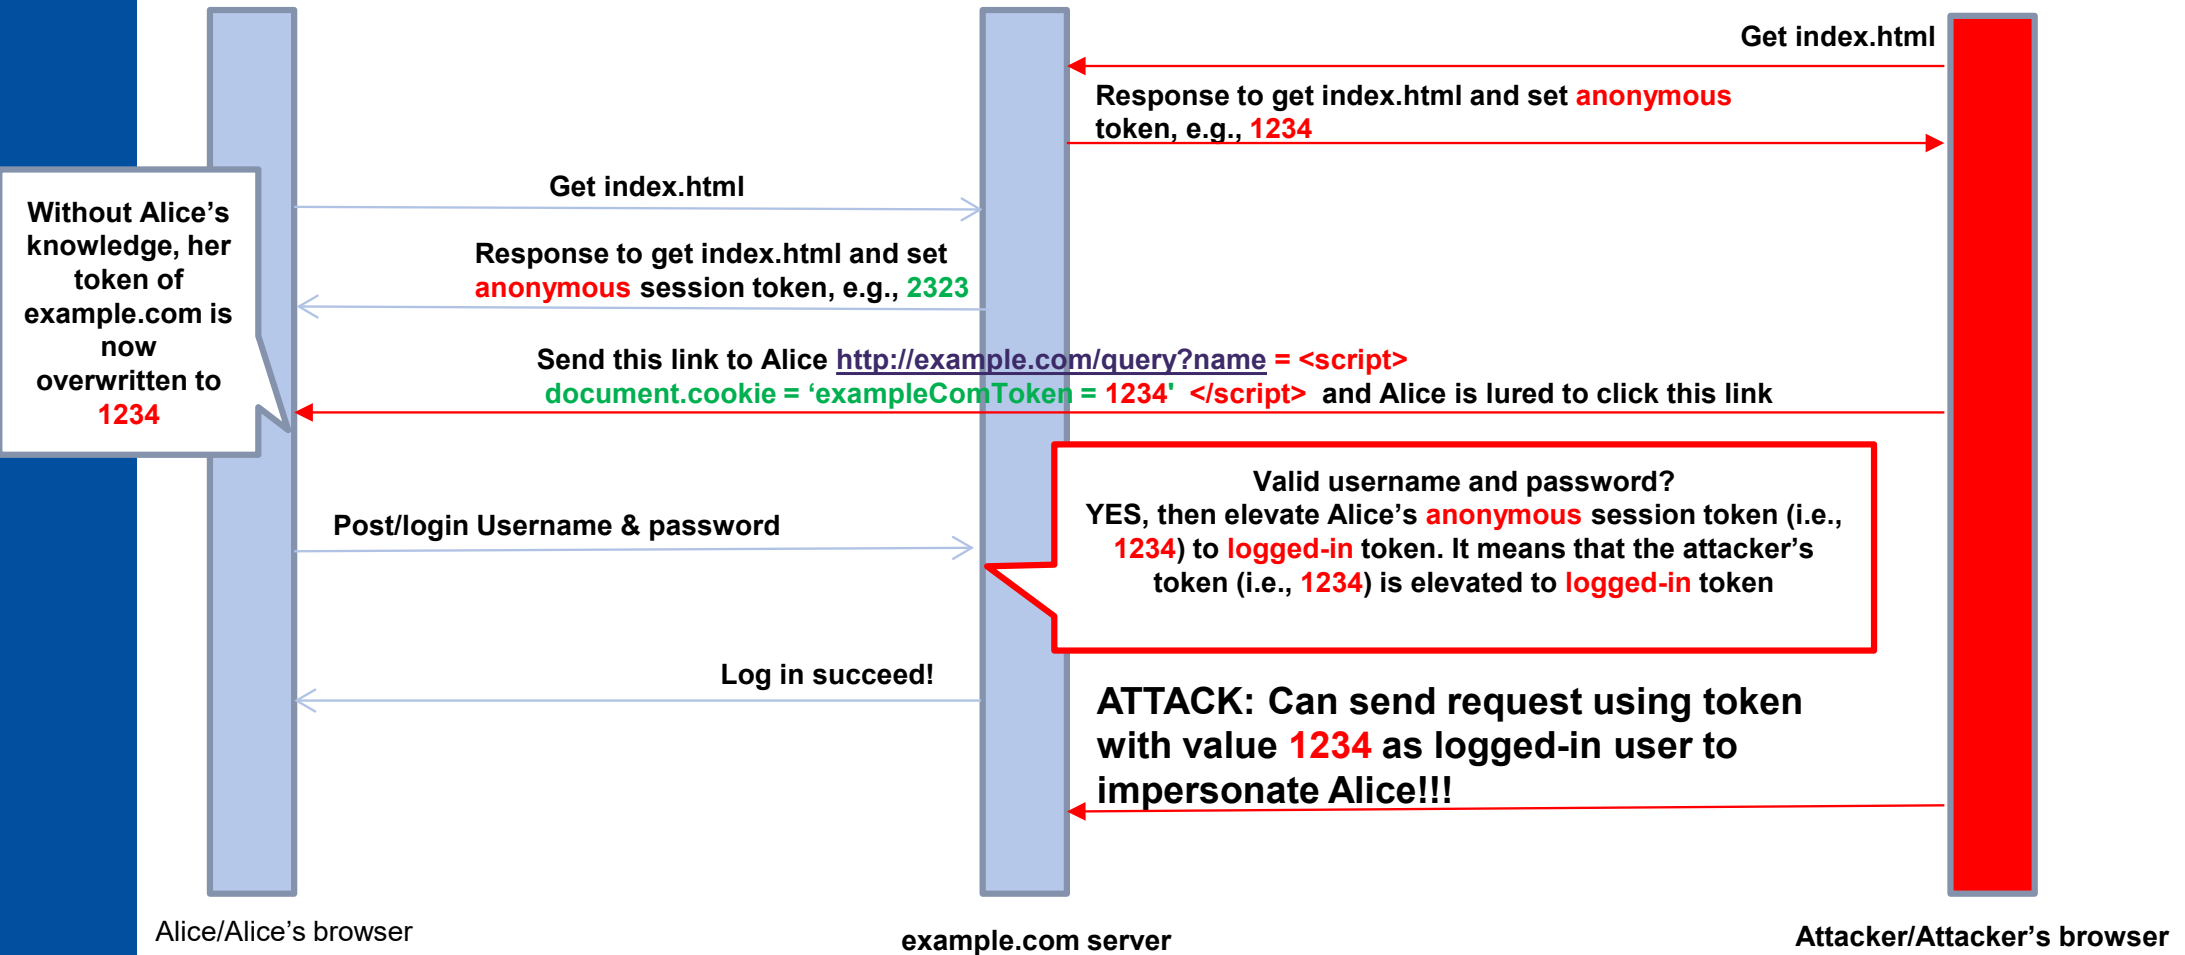 Get index.html
Response to get index.html and set anonymous
token, e.g., 1234
Get index.html
Without Alice’s
knowledge, her
token of
example.com is
now
overwritten to
1234
Response to get index.html and set
anonymous session token, e.g., 2323
Send this link to Alice http://example.com/query?name = <script>
document.cookie = ‘exampleComToken = 1234' </script> and Alice is lured to click this link
Valid username and password?
YES, then elevate Alice’s anonymous session token (i.e.,
1234) to logged-in token. It means that the attacker’s
token (i.e., 1234) is elevated to logged-in token
Post/login Username & password
Log in succeed!
ATTACK: Can send request using token
with value 1234 as logged-in user to
impersonate Alice!!!
Alice/Alice’s browser
example.com server
Attacker/Attacker’s browser